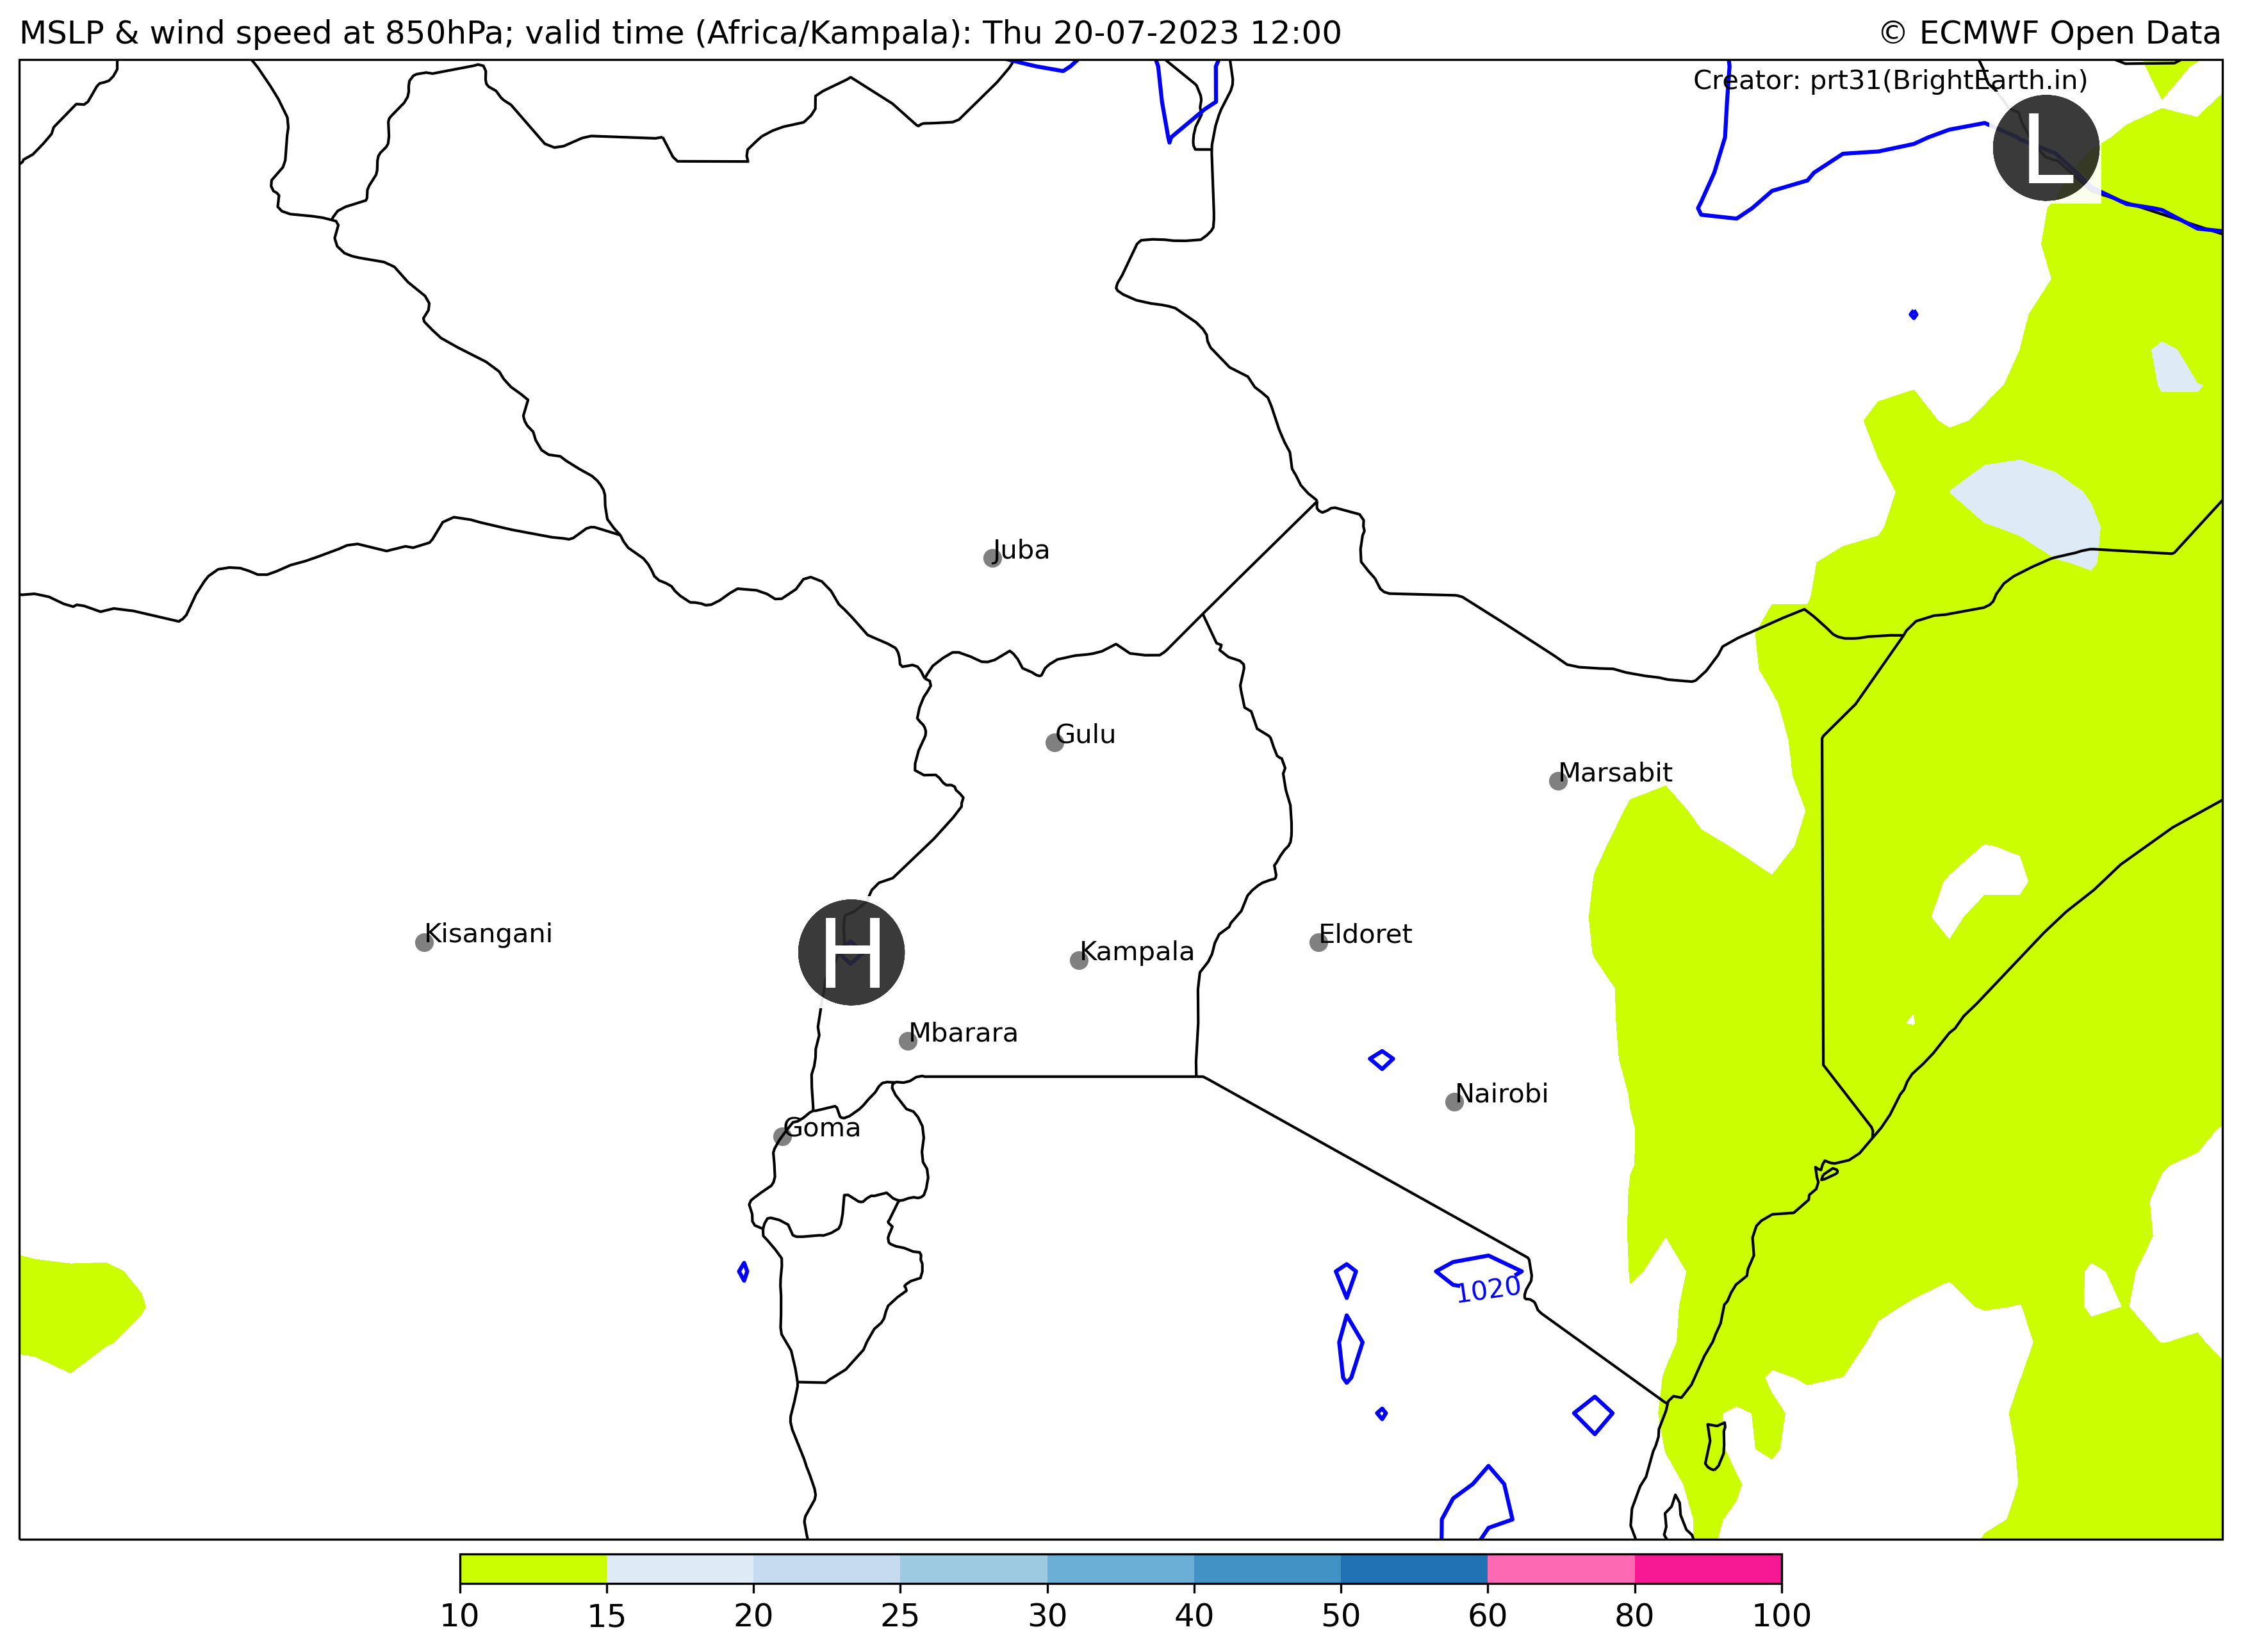 MSLP & wind speed at 850hPa; valid time (Africa/Kampala): Thu 20-07-2023 12:00
© ECMWF Open Data
Creator: prt31(BrightEarth.in)
L
Juba
Gulu
Marsabit
Kisangani
H
Kampala
Eldoret
Mbarara
Nairobi
Goma
1020
10 15 20 25 30 40 50 60 80 100